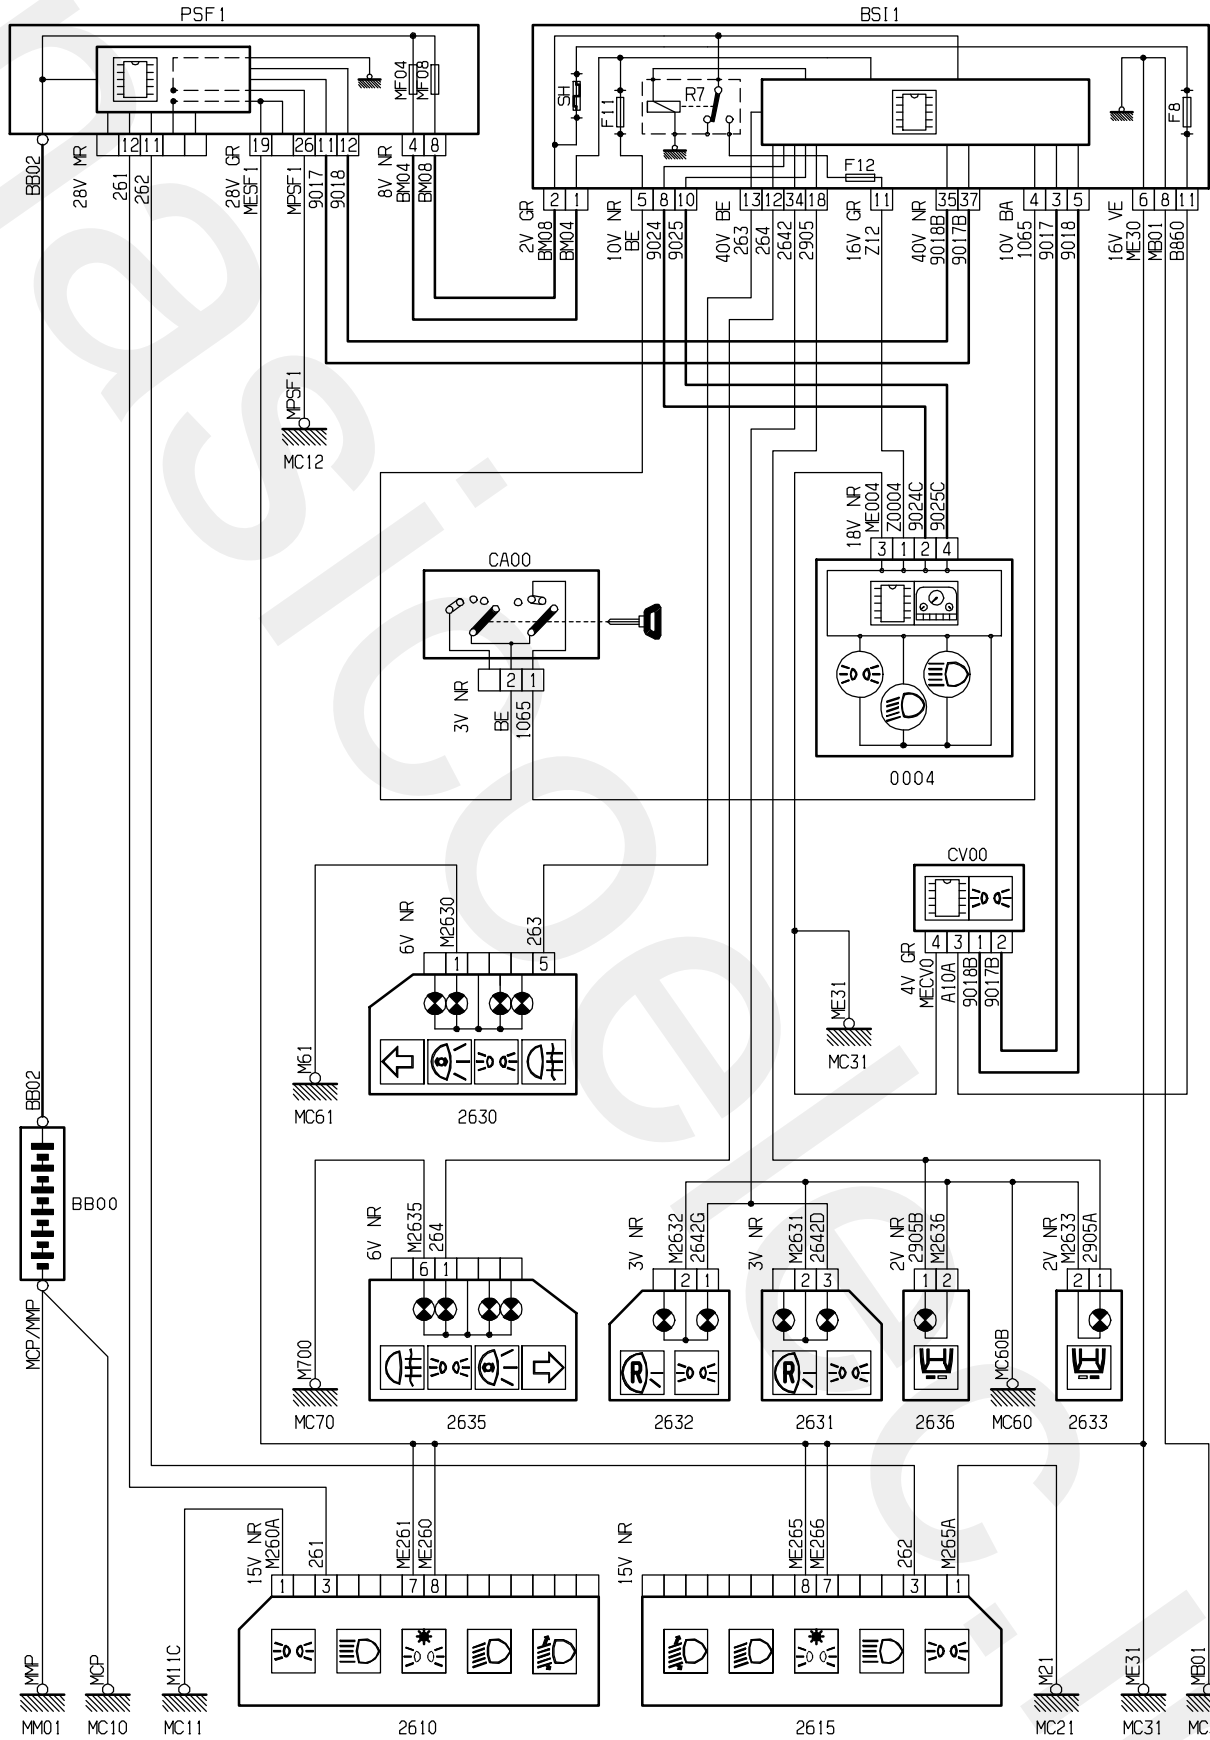 PSF1
BSI1
MF04
MF08
SH
F11
R7
F12
F8
12 11
19 26 11 12
4 8
2 1
5 8 10
13 12 34 18
11
35 37
4 3 5
6 8 11
BB02
28V MR
261
262
28V GR
MESF1
MPSF1
9017
9018
8V NR
BM04
BM08
2V GR
BM08
BM04
10V NR
BE
9024
9025
40V BE
263
264
2642
2905
16V GR
Z12
40V NR
9018B
9017B
10V BA
1065
9017
9018
16V VE
ME30
MB01
B860
MPSF1
MC12
18V NR
ME004
Z0004
9024C
9025C
3 1 2 4
0004
CA00
2 1
3V NR
BE
1065
CV00
4 3 1 2
4V GR
MECV0
A10A
9018B
9017B
6V NR
M2630
263
1 5
2630
M61
MC61
ME31
MC31
BB02
BB00
MCP/MMP
6V NR
M2635
264
6 1
2635
M700
MC70
3V NR
M2632
2642G
2 1
R
2632
3V NR
M2631
2642D
2 3
R
2631
2V NR
2905B
M2636
1 2
2636
MC60B
MC60
2V NR
M2633
2905A
2 1
2633
15V NR
M260A
261
ME261
ME260
1 3 7 8
2610
15V NR
ME265
ME266
262
M265A
8 7 3 1
2615
MMP
MM01
MCP
MC10
M11C
MC11
M21
MC21
ME31
MC31
MB01